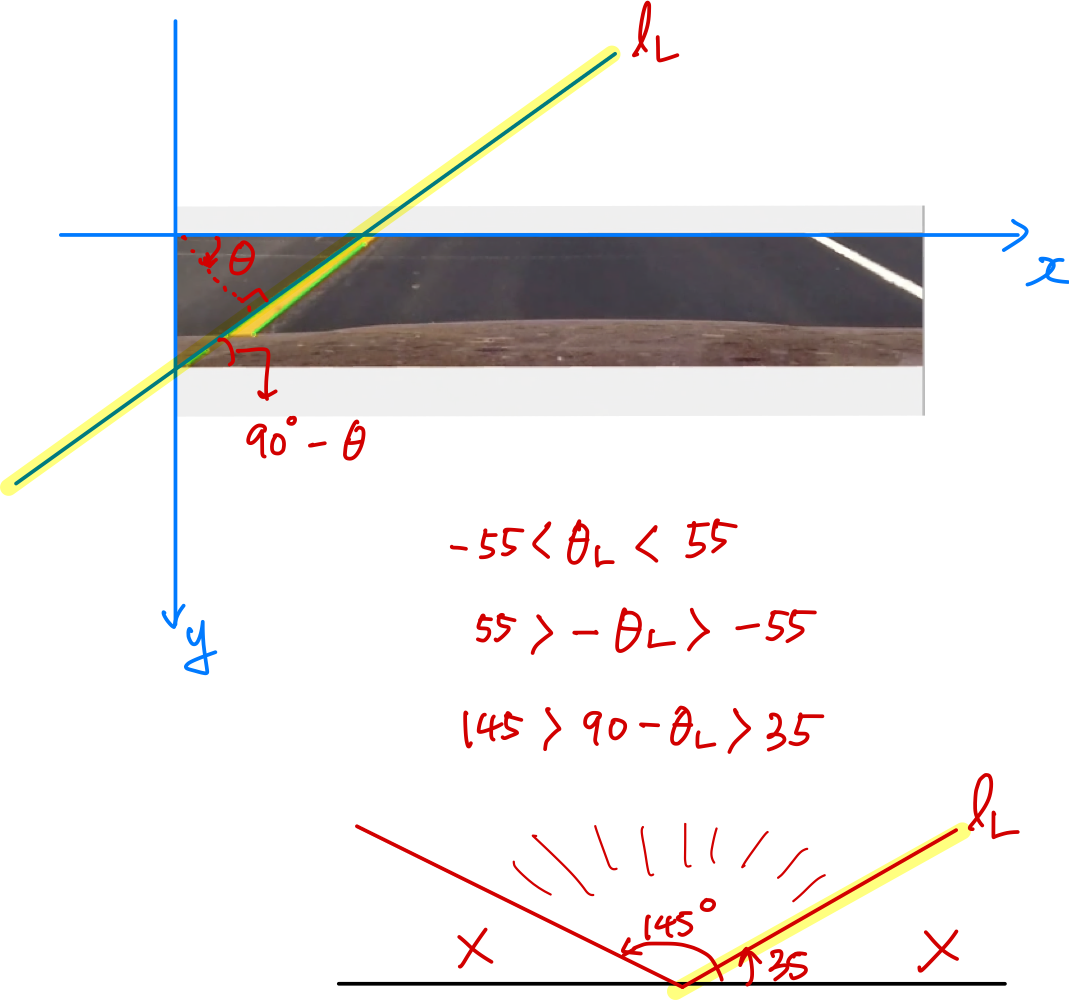 l_L
x
θ
90° - θ
-55 < θ_L < 55
y
55 > -θ_L > -55
145 > 90 - θ_L > 35
l_L
145°
X
35
X